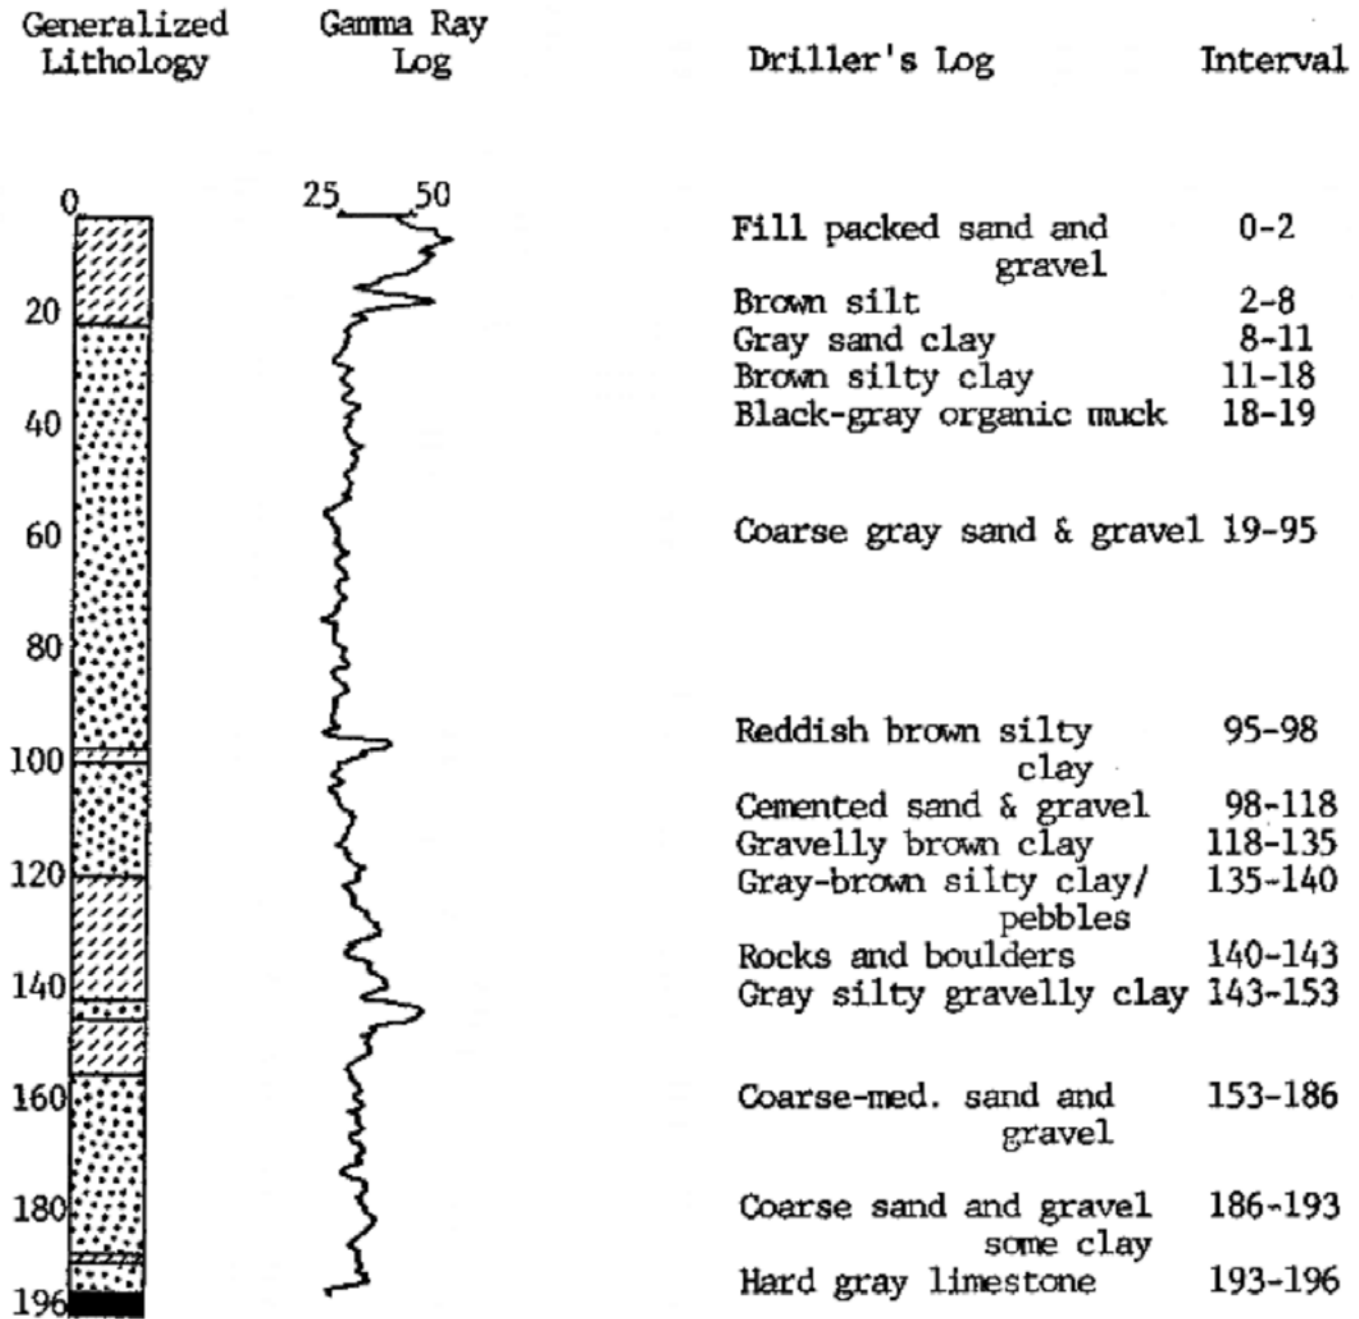 Generalized Gamma Ray
Lithology Log Driller's Log Interval
0 25 50
Fill packed sand and 0-2
gravel
Brown silt 2-8
20
Gray sand clay 8-11
Brown silty clay 11-18
Black-gray organic muck 18-19
40
60 Coarse gray sand & gravel 19-95
80
Reddish brown silty 95-98
100 clay
Cemented sand & gravel 98-118
Gravelly brown clay 118-135
120 Gray-brown silty clay/ 135-140
pebbles
Rocks and boulders 140-143
140 Gray silty gravelly clay 143-153
160 Coarse-med. sand and 153-186
gravel
180 Coarse sand and gravel 186-193
some clay
Hard gray limestone 193-196
196